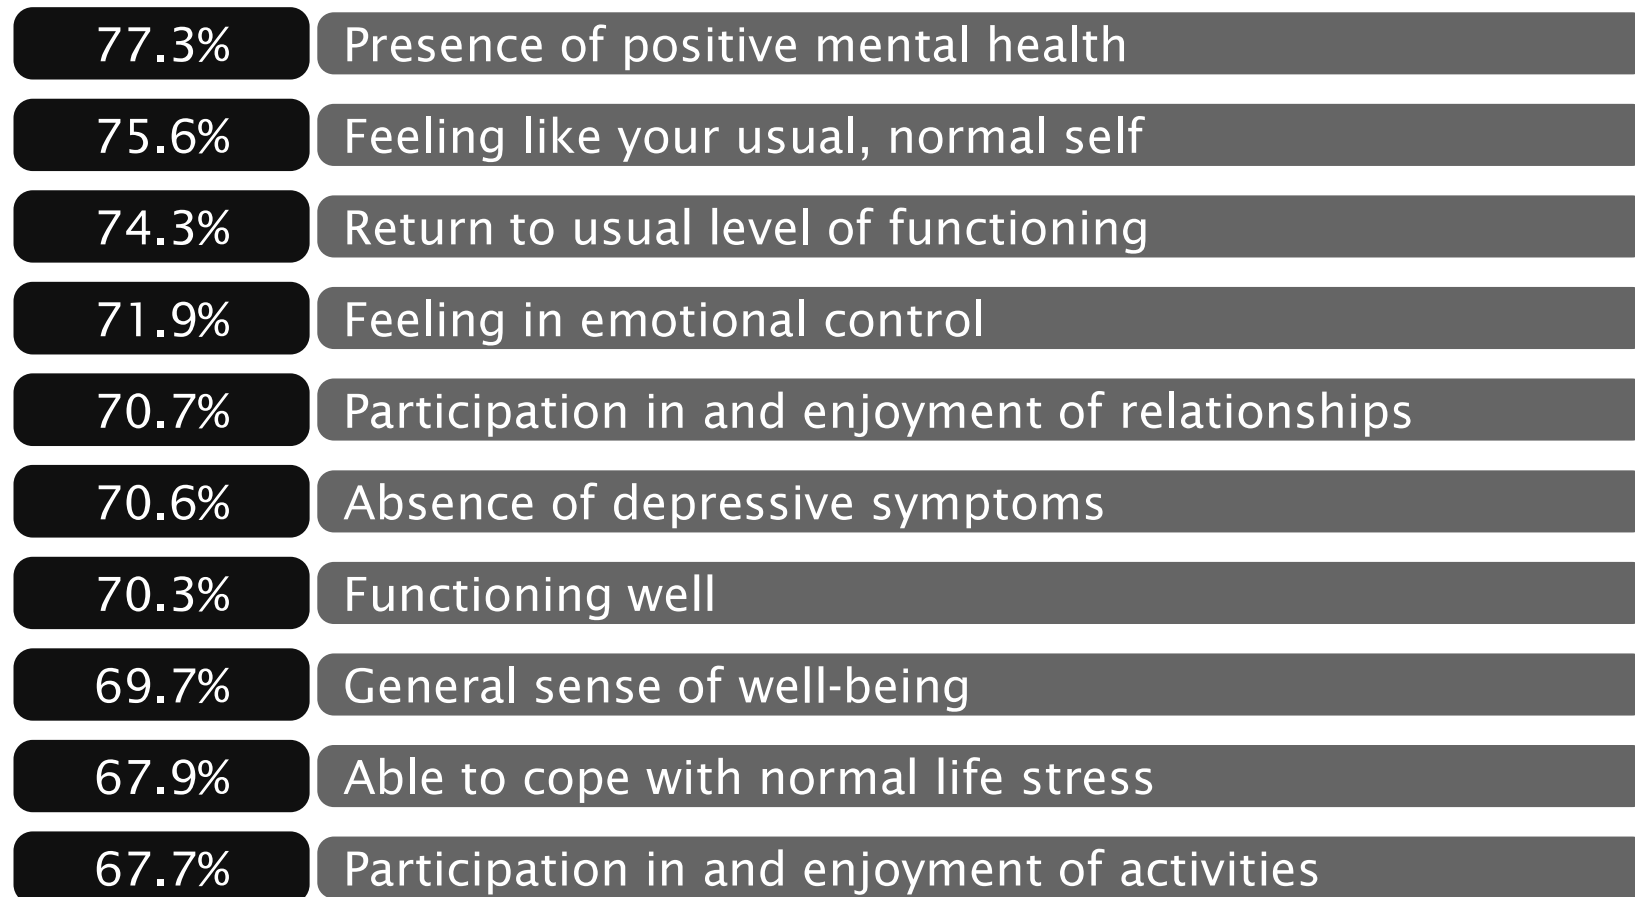 77.3% Presence of positive mental health
75.6% Feeling like your usual, normal self
74.3% Return to usual level of functioning
71.9% Feeling in emotional control
70.7% Participation in and enjoyment of relationships
70.6% Absence of depressive symptoms
70.3% Functioning well
69.7% General sense of well-being
67.9% Able to cope with normal life stress
67.7% Participation in and enjoyment of activities